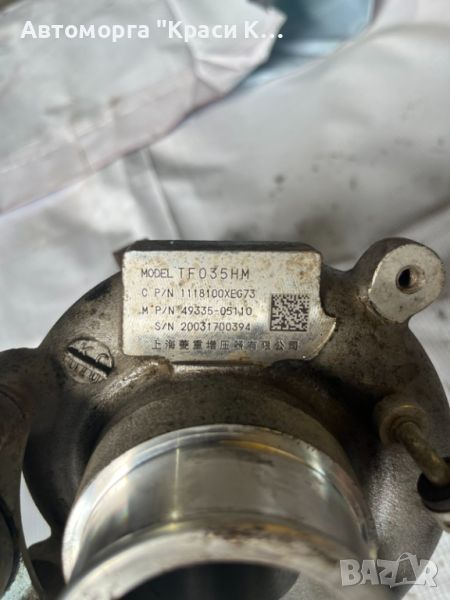 Автоморга "Краси К...
MODEL TF035HM
C P/N 1118100XEG73
M P/N 49335-05110
S/N 20031700394
上海菱重增压器有限公司
BAZAR